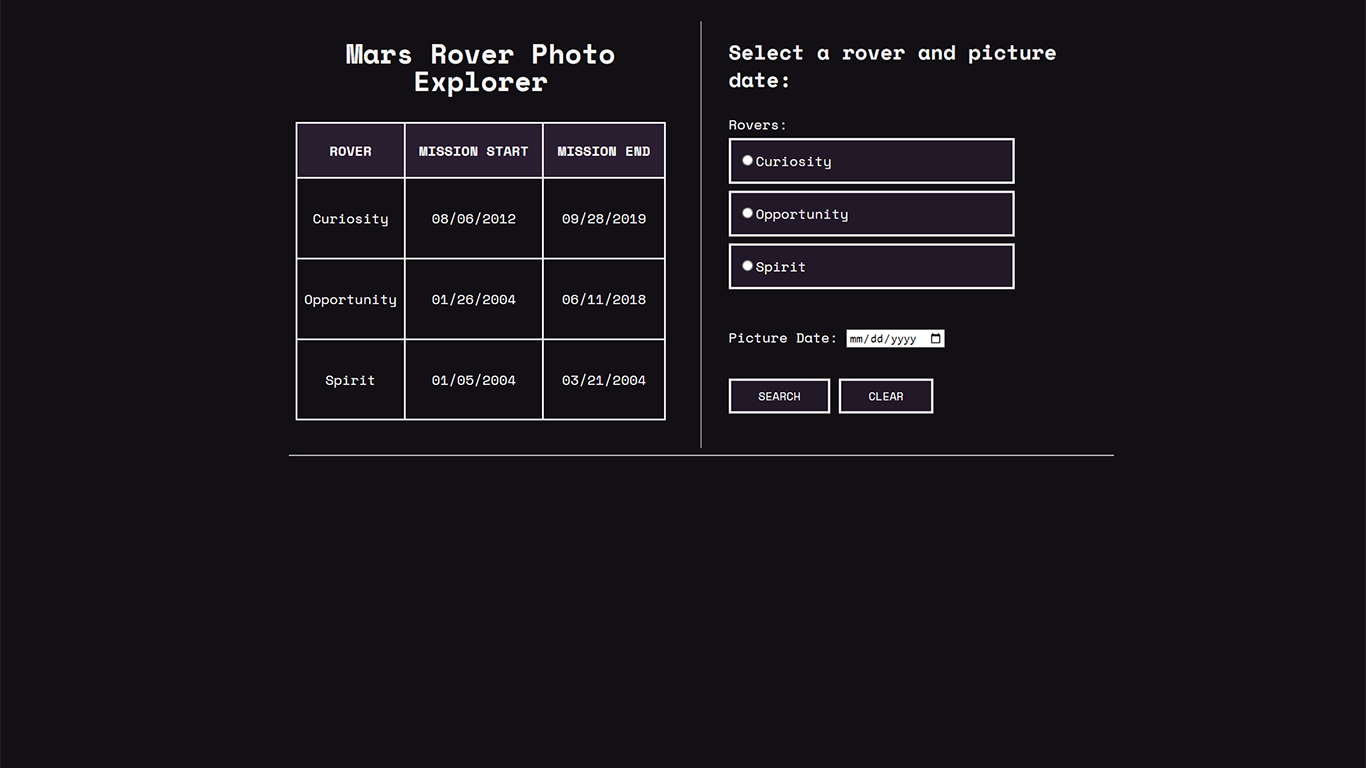 Mars Rover Photo
Explorer
ROVER MISSION START MISSION END
Curiosity 08/06/2012 09/28/2019
Opportunity 01/26/2004 06/11/2018
Spirit 01/05/2004 03/21/2004
Select a rover and picture
date:
Rovers:
Curiosity
Opportunity
Spirit
Picture Date: mm/dd/yyyy
SEARCH CLEAR